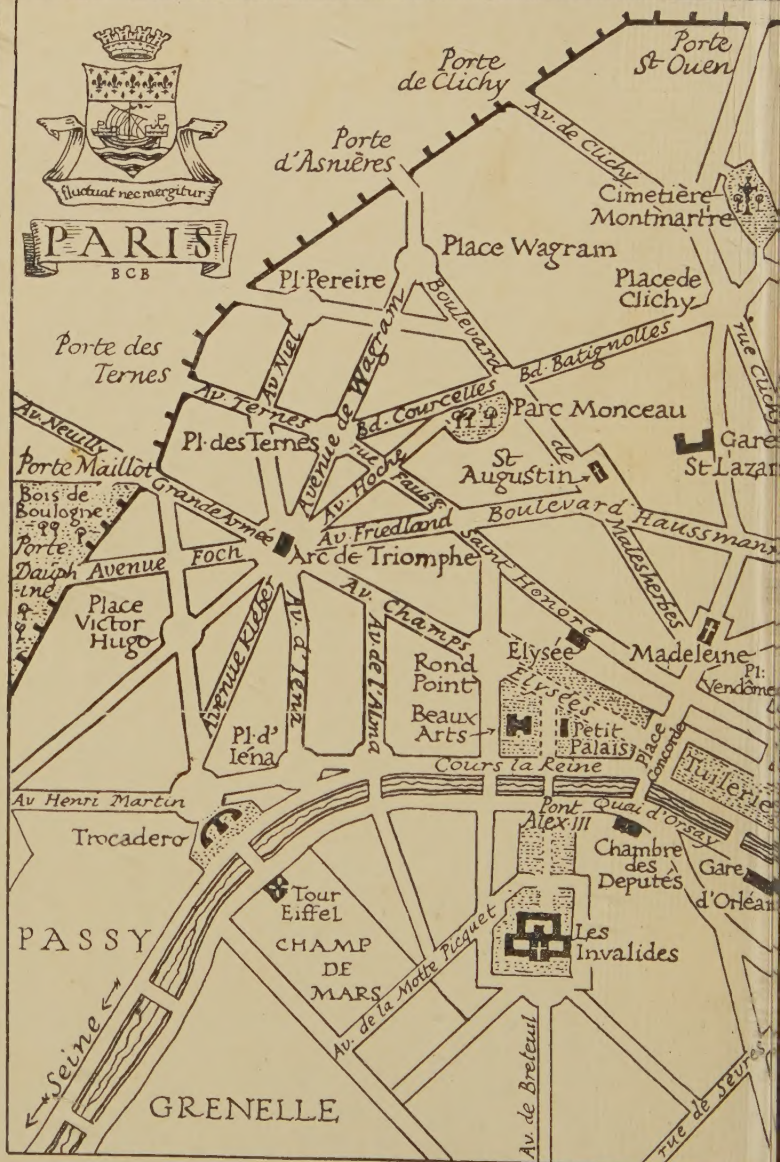 fluctuat nec mergitur
PARIS
BCB
Porte
de Clichy
Porte
St Ouen
Av. de Clichy
Porte
d'Asnières
Cimetière
Montmartre
Place Wagram
Pl. Pereire
Place de
Clichy
Boulevard
Avenue de Wagram
Av Niel
Bd. Batignolles
rue Clichy
Porte des
Ternes
Av. Ternes
Bd. Courcelles
Parc Monceau
Av. Neuilly
Pl. des Ternes
Gare
St Lazar
rue Faubg
Av. Hoche
St
Augustin
de
Porte Maillot
Grande Armée
Bois de
Boulogne
Av. Friedland
Boulevard Haussmann
Malesherbes
Porte
Dauph
-ine
Avenue Foch
Arc de Triomphe
Saint Honoré
Place
Victor
Hugo
Avenue Kléber
Av. d'Iéna
Av. de l'Alma
Av. Champs
Elysées
Rond
Point
Élysée
Madeleine
Pl:
Vendôme
Beaux
Arts
Petit
Palais
Place
Concorde
Pl. d'
Iéna
Cours la Reine
Tuilerie
Av Henri Martin
Pont
Alex. III
Quai d'Orsay
Trocadero
Chambre
des
Deputés
Gare
d'Orléan
Tour
Eiffel
PASSY
CHAMP
DE
MARS
Av. de la Motte Picquet
Les
Invalides
Seine
GRENELLE
Av. de Breteuil
rue de Sèvres